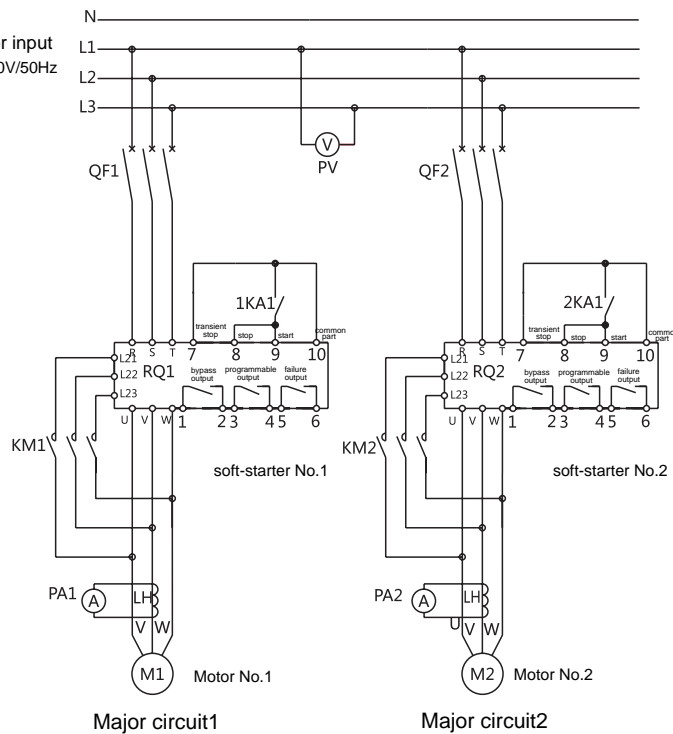 N
L1
r input
L2
0V/50Hz
L3
V
PV
QF1
QF2
1KA1
2KA1
transient stop
stop
start
common part
transient stop
stop
start
common part
R S T 7 8 9 10
R S T 7 8 9 10
L21
L22
L23
RQ1
bypass output
programmable output
failure output
L21
L22
L23
RQ2
bypass output
programmable output
failure output
U V W 1 2 3 4 5 6
U V W 1 2 3 4 5 6
KM1
soft-starter No.1
KM2
soft-starter No.2
PA1
A
LH
PA2
A
LH
V W
U V W
M1
Motor No.1
M2
Motor No.2
Major circuit1
Major circuit2